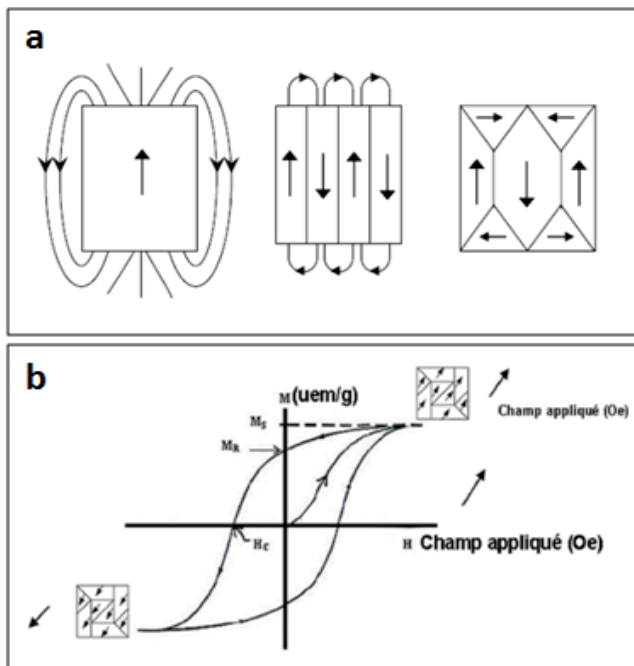 a
b
M (uem/g)
Ms
MR
Champ appliqué (Oe)
Hc
H Champ appliqué (Oe)